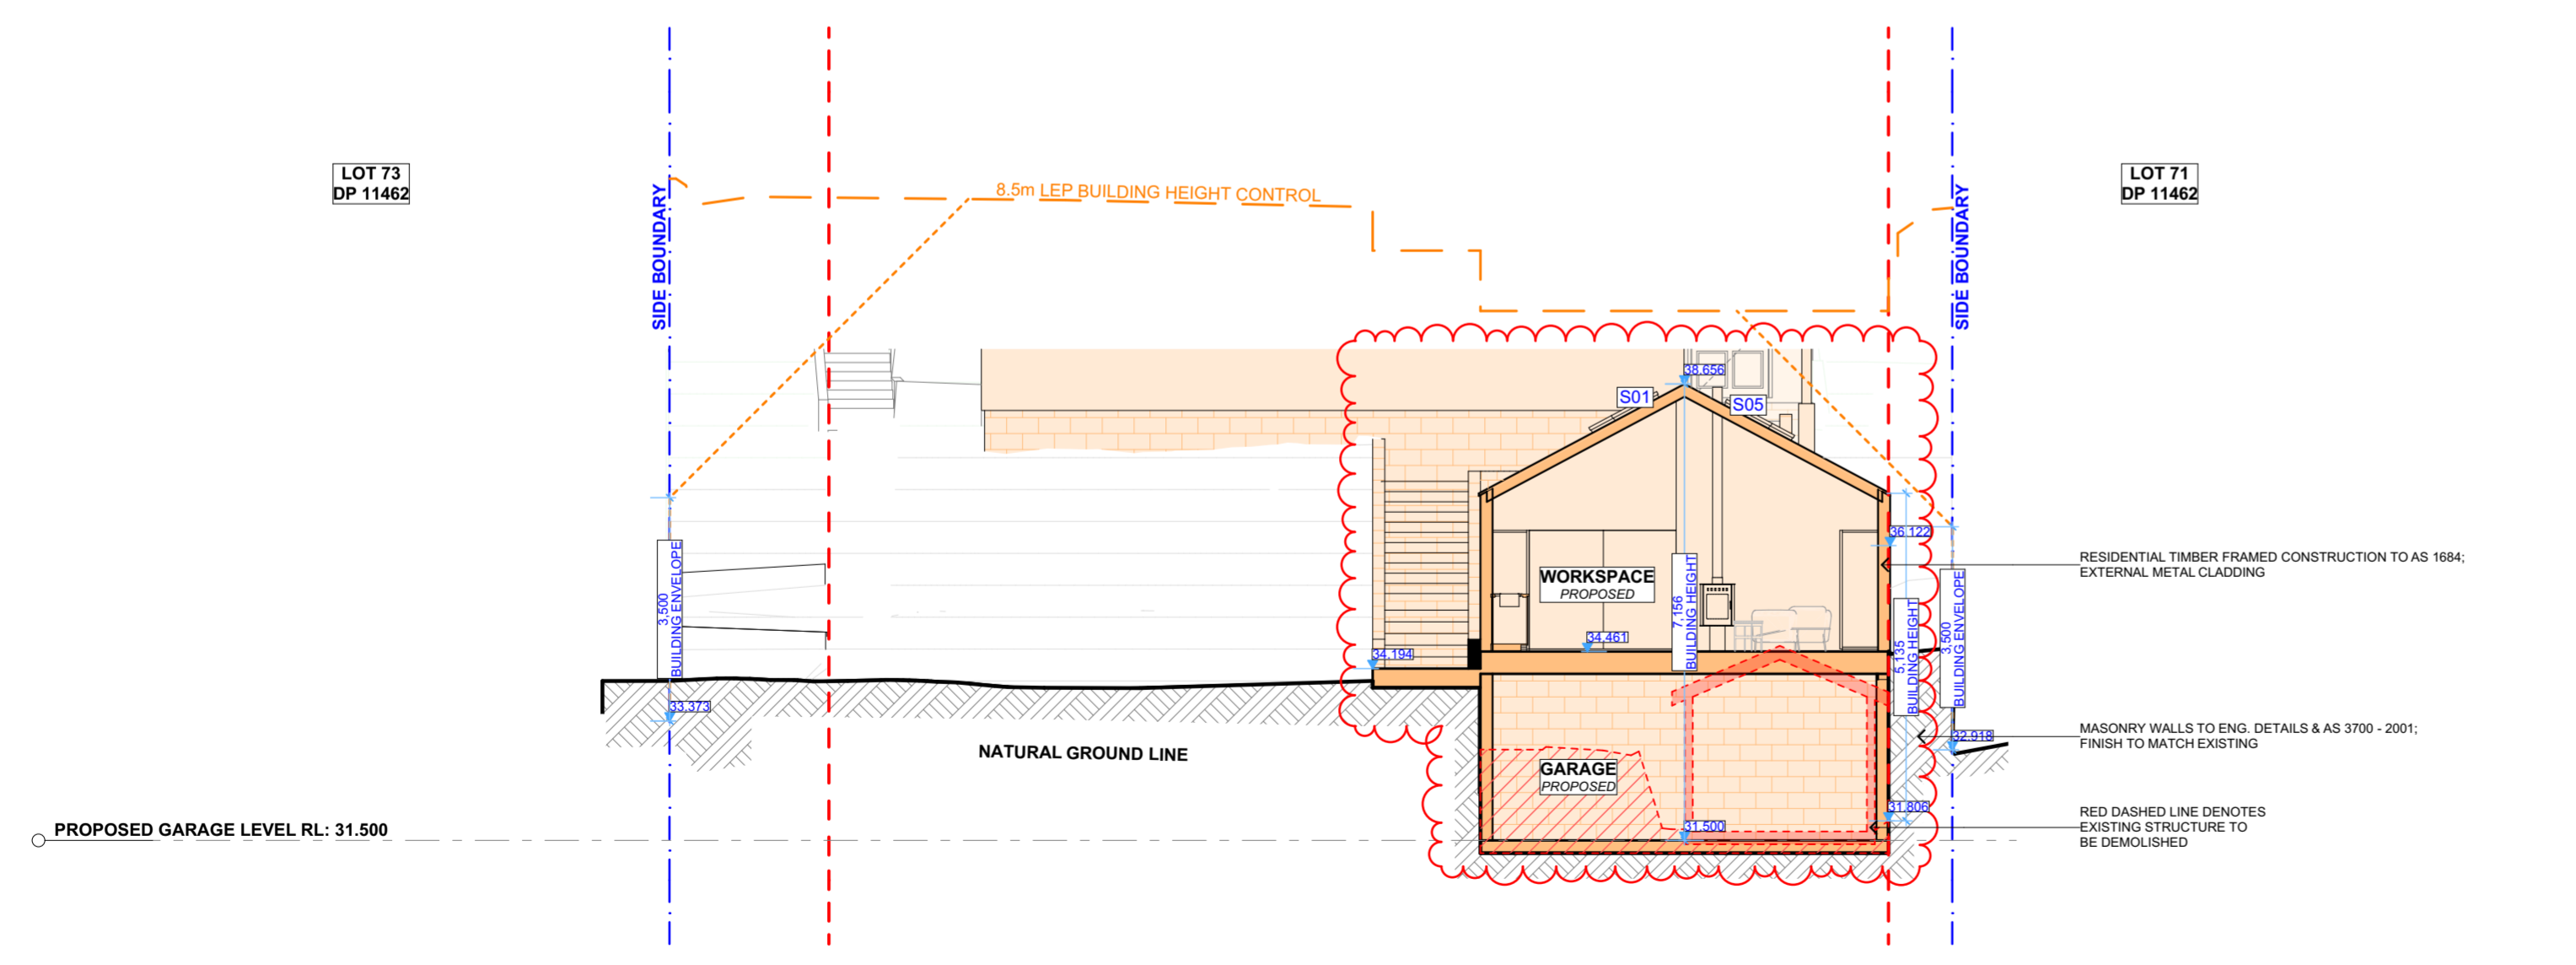 LOT 73
DP 11462
SIDE BOUNDARY
8.5m LEP BUILDING HEIGHT CONTROL
SIDE BOUNDARY
LOT 71
DP 11462
38.656
S01
S05
36.122
RESIDENTIAL TIMBER FRAMED CONSTRUCTION TO AS 1684;
EXTERNAL METAL CLADDING
3,500
BUILDING ENVELOPE
WORKSPACE
PROPOSED
7,156
BUILDING HEIGHT
5,135
BUILDING HEIGHT
3,500
BUILDING ENVELOPE
34.461
34.194
33.373
32.918
NATURAL GROUND LINE
MASONRY WALLS TO ENG. DETAILS & AS 3700 - 2001;
FINISH TO MATCH EXISTING
GARAGE
PROPOSED
31.806
31.500
PROPOSED GARAGE LEVEL RL: 31.500
RED DASHED LINE DENOTES
EXISTING STRUCTURE TO
BE DEMOLISHED